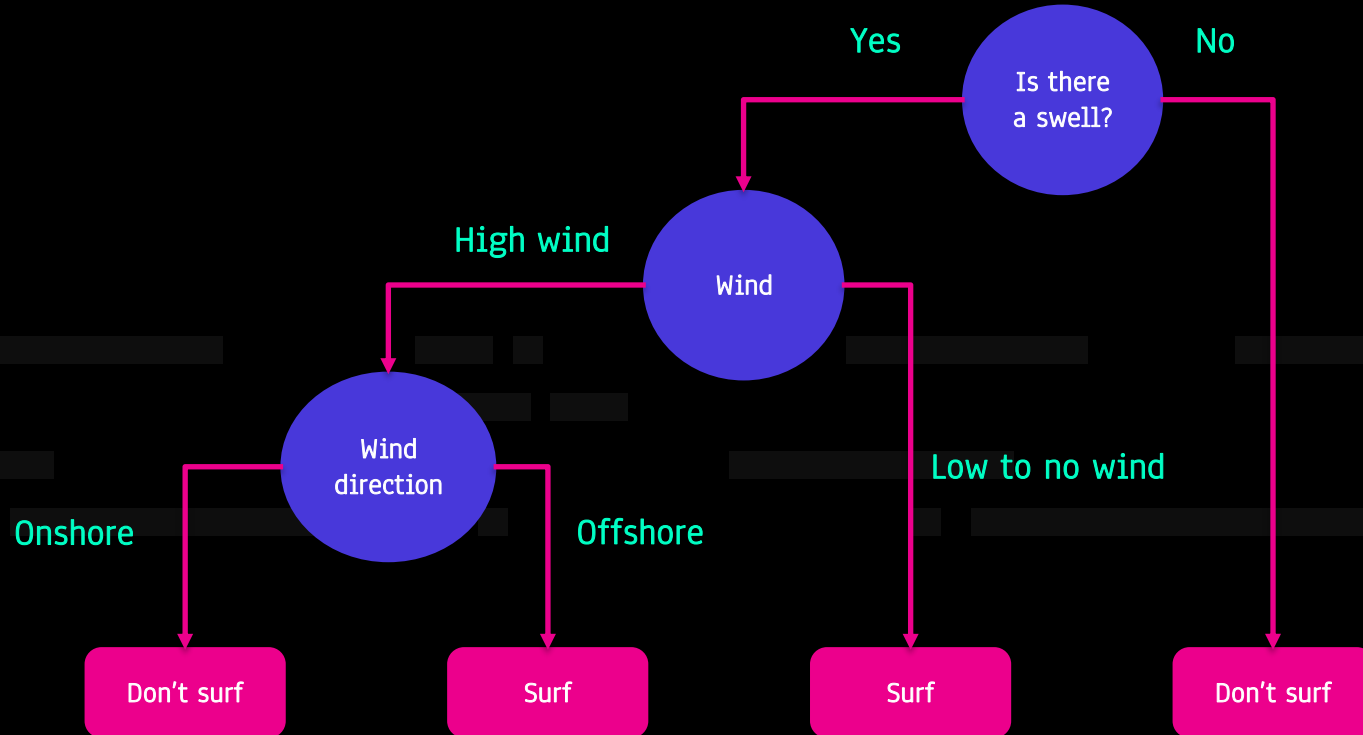 Yes
No
Is there
a swell?
High wind
Wind
Wind
direction
Low to no wind
Onshore
Offshore
Don't surf
Surf
Surf
Don't surf